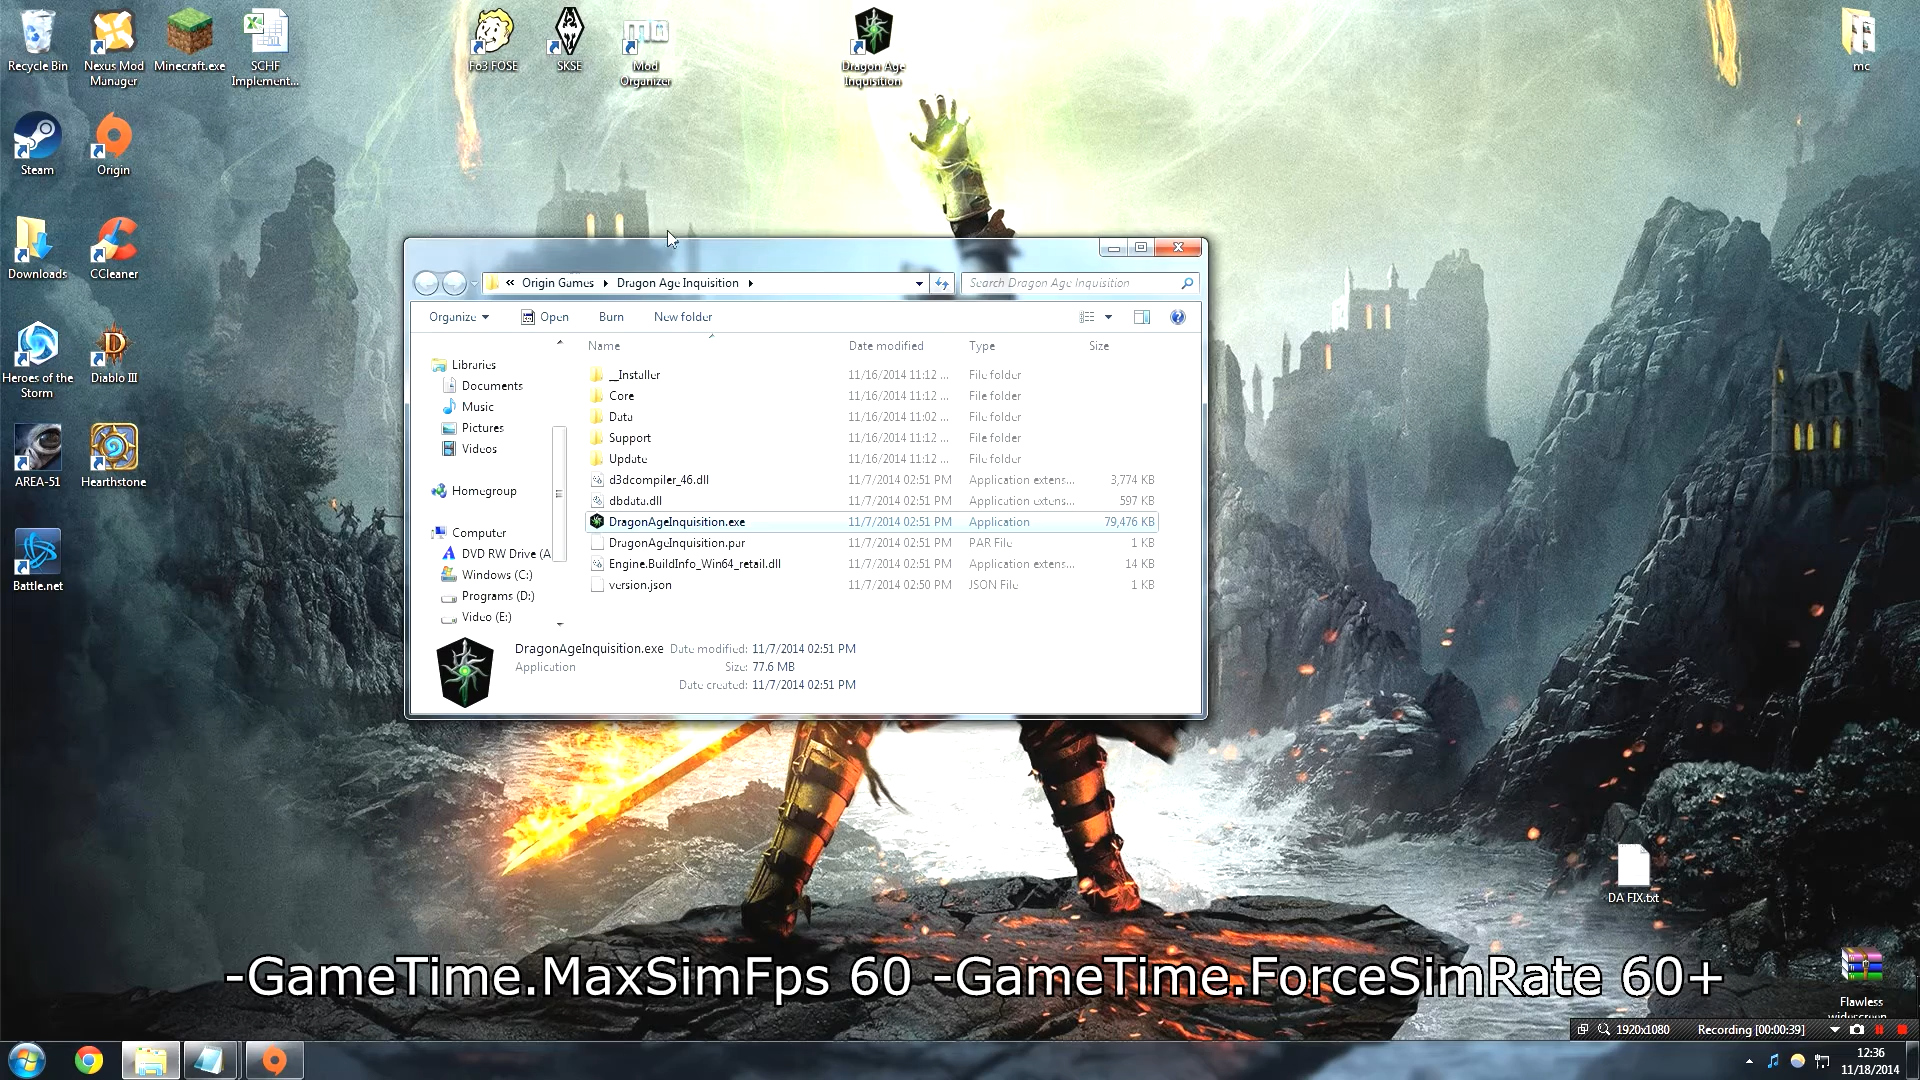 Recycle Bin
Nexus Mod
Manager
Minecraft.exe
SCHF
Implement...
Fo3 FOSE
SKSE
Mod
Organizer
Dragon Age
Inquisition
mc
Steam
Origin
Downloads
CCleaner
Heroes of the
Storm
Diablo III
AREA-51
Hearthstone
Battle.net
« Origin Games Dragon Age Inquisition
Search Dragon Age Inquisition
Organize Open Burn New folder
Name Date modified Type Size
Libraries
Documents
Music
Pictures
Videos
Homegroup
Computer
DVD RW Drive (A
Windows (C:)
Programs (D:)
Video (E:)
__Installer 11/16/2014 11:12 ... File folder
Core 11/16/2014 11:12 ... File folder
Data 11/16/2014 11:02 ... File folder
Support 11/16/2014 11:12 ... File folder
Update 11/16/2014 11:12 ... File folder
d3dcompiler_46.dll 11/7/2014 02:51 PM Application extens... 3,774 KB
dbdata.dll 11/7/2014 02:51 PM Application extens... 597 KB
DragonAgeInquisition.exe 11/7/2014 02:51 PM Application 79,476 KB
DragonAgeInquisition.par 11/7/2014 02:51 PM PAR File 1 KB
Engine.BuildInfo_Win64_retail.dll 11/7/2014 02:51 PM Application extens... 14 KB
version.json 11/7/2014 02:50 PM JSON File 1 KB
DragonAgeInquisition.exe Date modified: 11/7/2014 02:51 PM
Application Size: 77.6 MB
Date created: 11/7/2014 02:51 PM
DA FIX.txt
-GameTime.MaxSimFps 60 -GameTime.ForceSimRate 60+
Flawless
widescreen
1920x1080 Recording [00:00:39]
12:36
11/18/2014